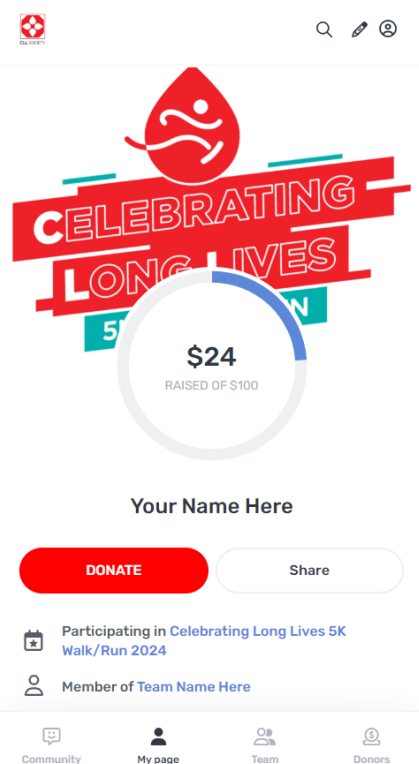 CLL SOCIETY
CELEBRATING
LONG LIVES
$24
RAISED OF $100
Your Name Here
DONATE
Share
Participating in Celebrating Long Lives 5K
Walk/Run 2024
Member of Team Name Here
Community
My page
Team
Donors